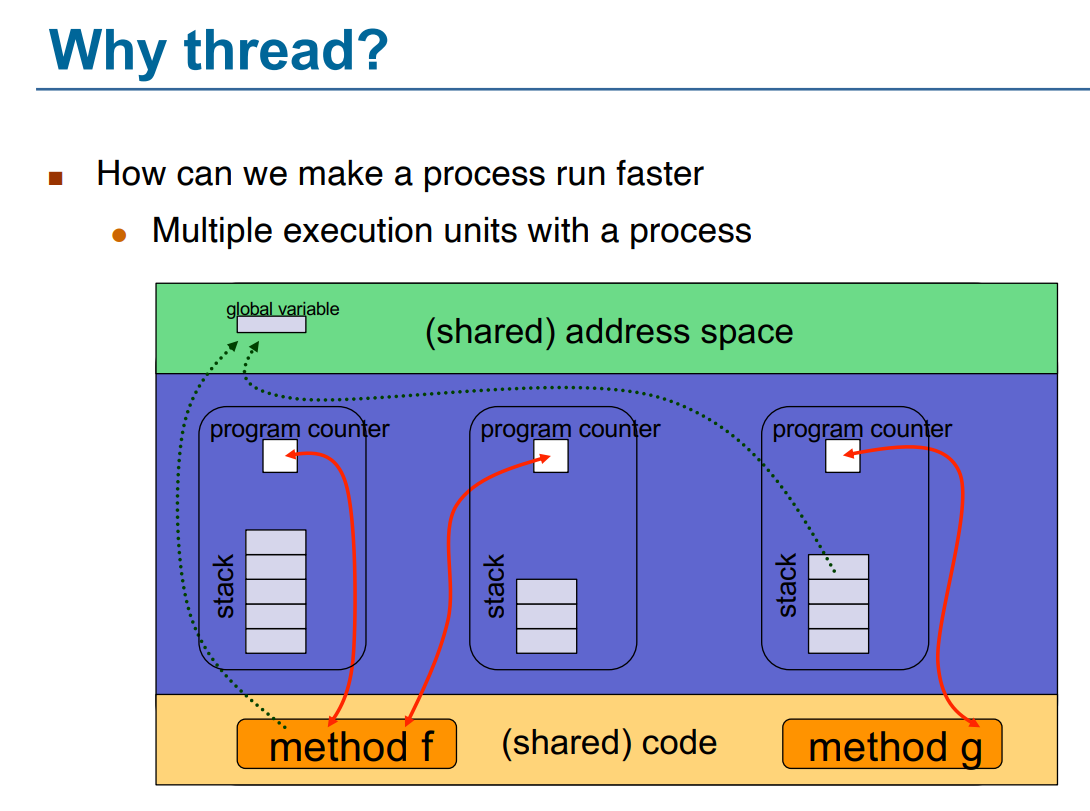 Why thread?
How can we make a process run faster
Multiple execution units with a process
global variable
(shared) address space
program counter
program counter
program counter
stack
stack
stack
method f
(shared) code
method g